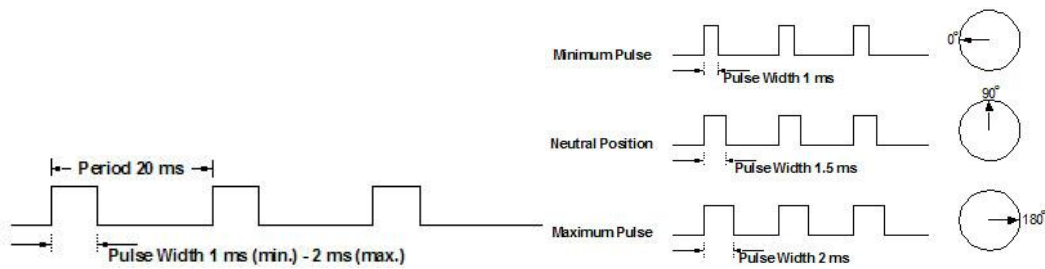 Period 20 ms
Pulse Width 1 ms (min.) - 2 ms (max.)
Minimum Pulse
Pulse Width 1 ms
0°
Neutral Position
Pulse Width 1.5 ms
90°
Maximum Pulse
Pulse Width 2 ms
180°